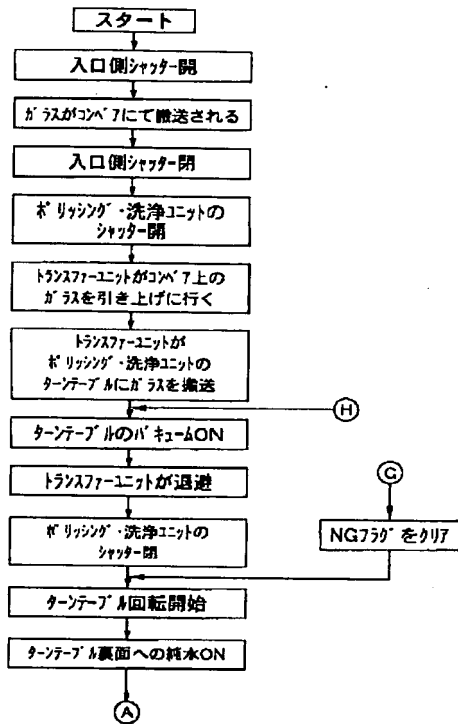 スタート
入口側シャッター開
ガラスがコンベアにて搬送される
入口側シャッター閉
ポリッシング・洗浄ユニットの
シャッター開
トランスファーユニットがコンベア上の
ガラスを引き上げに行く
トランスファーユニットが
ポリッシング・洗浄ユニットの
ターンテーブルにガラスを搬送
H
ターンテーブルのバキュームON
トランスファーユニットが退避
G
ポリッシング・洗浄ユニットの
シャッター閉
NGフラグをクリア
ターンテーブル回転開始
ターンテーブル裏面への純水ON
A